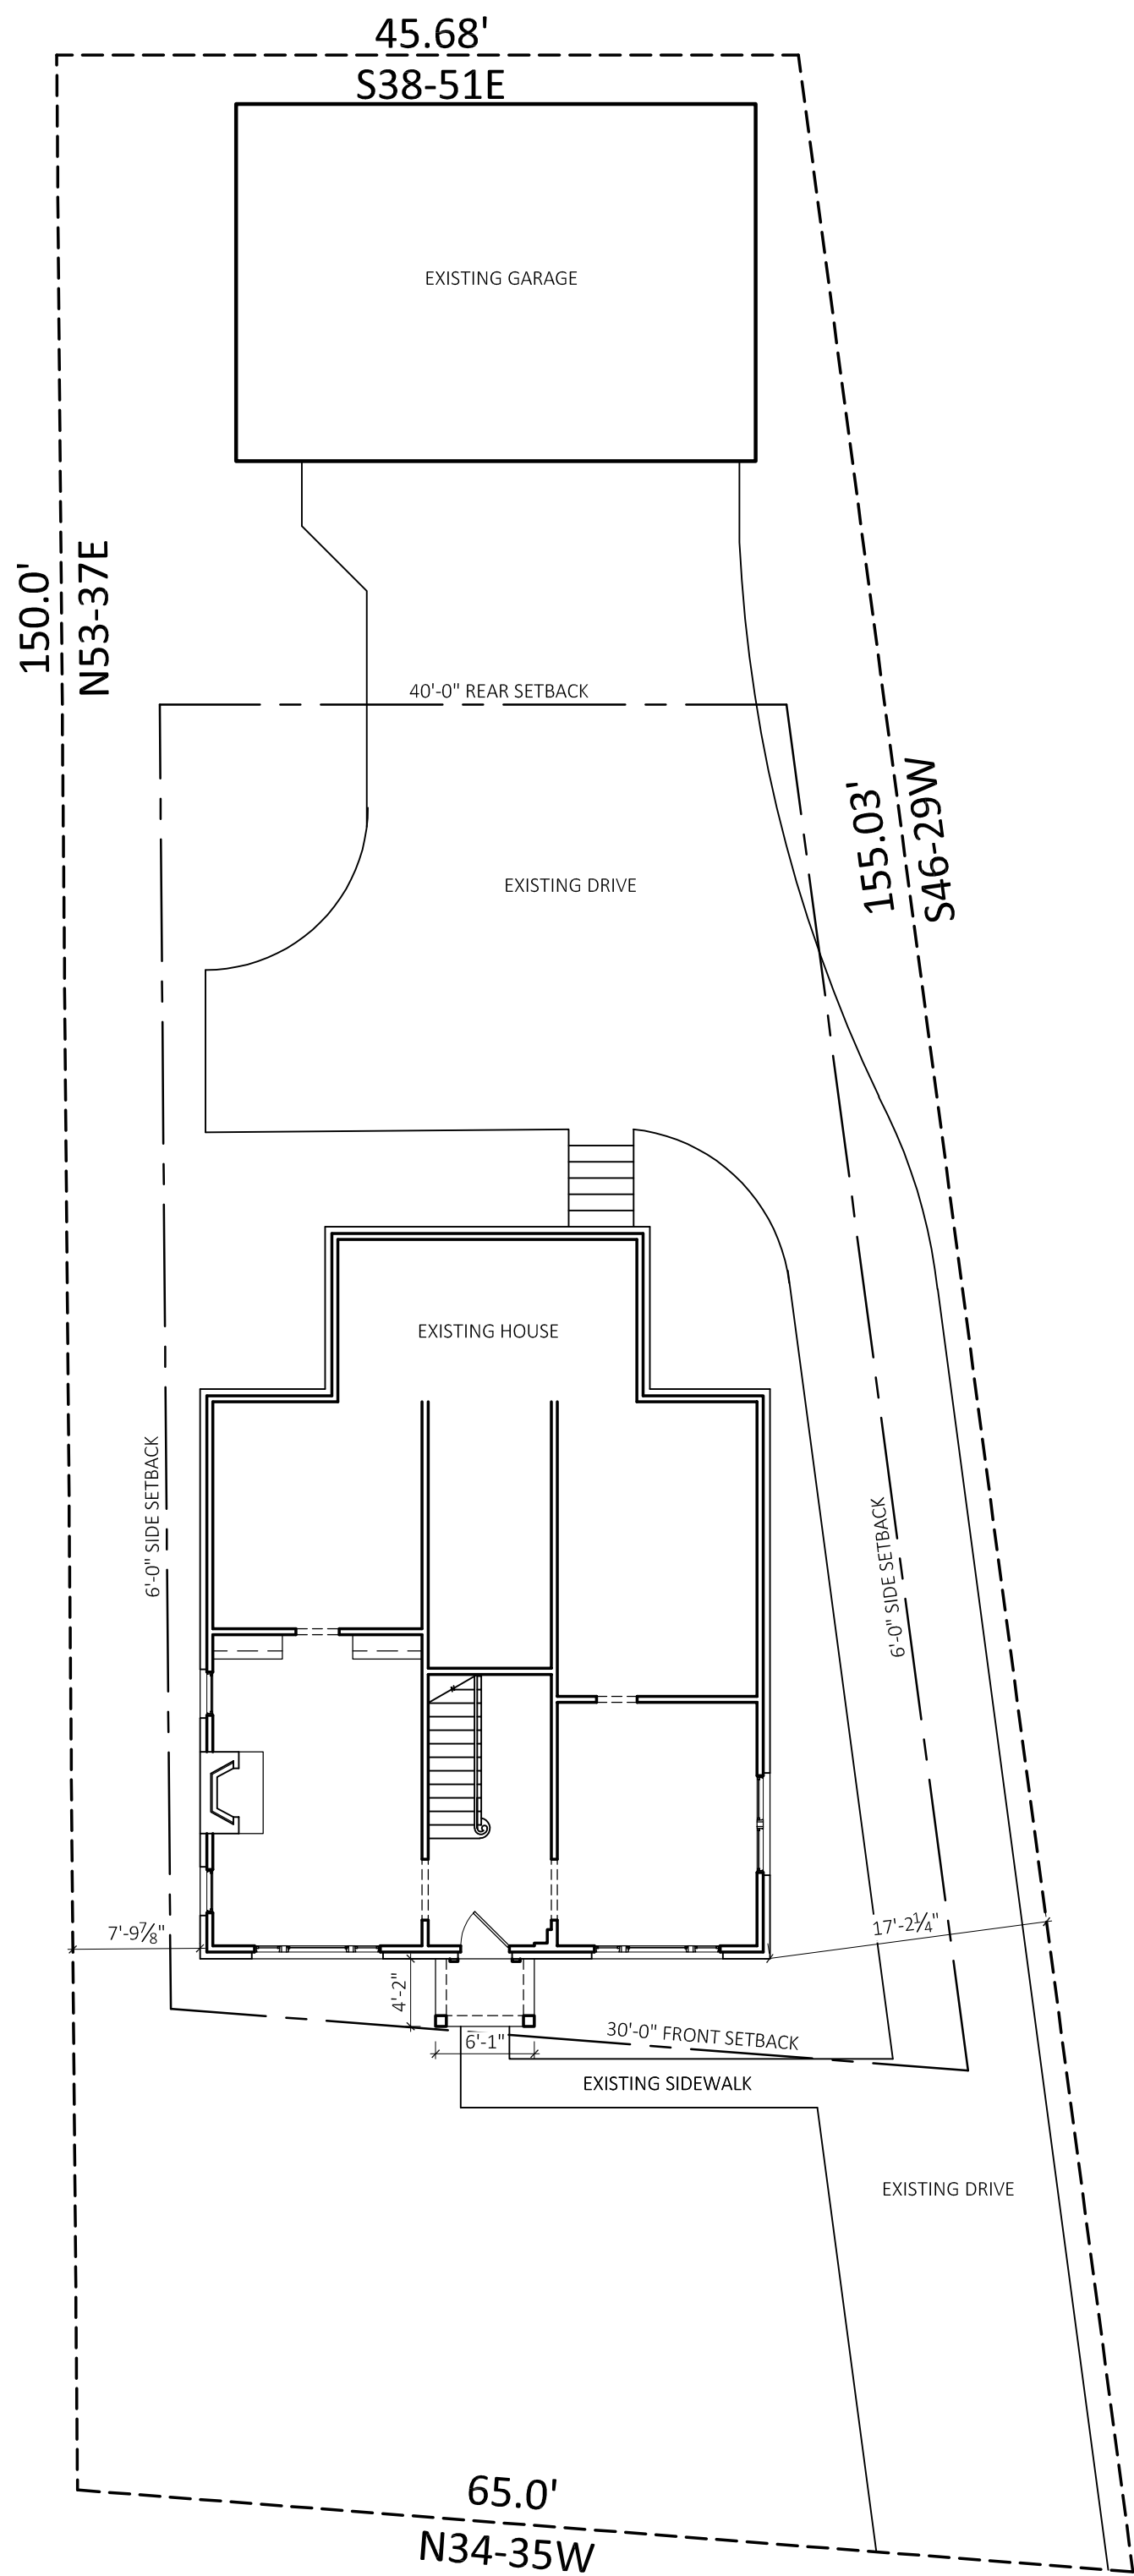 45.68'
S38-51E
EXISTING GARAGE
150.0'
N53-37E
40'-0" REAR SETBACK
155.03'
S46-29W
EXISTING DRIVE
EXISTING HOUSE
6'-0" SIDE SETBACK
6'-0" SIDE SETBACK
7'-9⅞"
17'-2¼"
4'-2"
6'-1"
30'-0" FRONT SETBACK
EXISTING SIDEWALK
EXISTING DRIVE
65.0'
N34-35W